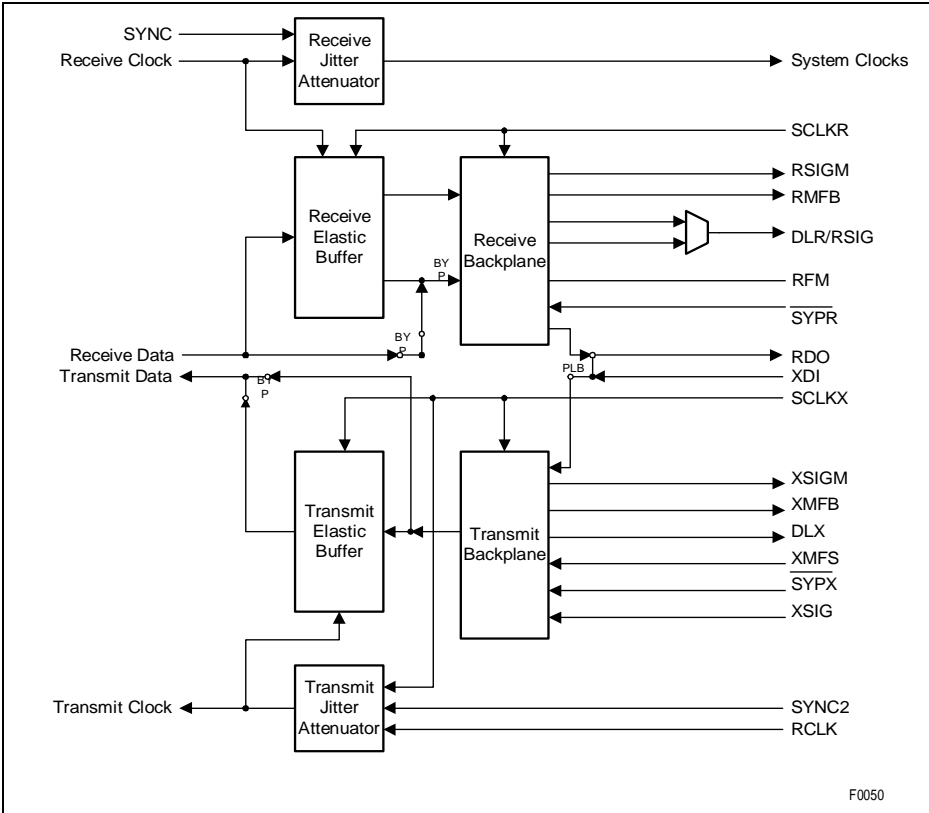 SYNC
Receive Clock
Receive
Jitter
Attenuator
System Clocks
SCLKR
Receive
Elastic
Buffer
Receive
Backplane
RSIGM
RMFB
DLR/RSIG
RFM
SYPR
BY
P
BY
P
Receive Data
Transmit Data
BY
P
PLB
RDO
XDI
SCLKX
Transmit
Elastic
Buffer
Transmit
Backplane
XSIGM
XMFB
DLX
XMFS
SYPX
XSIG
Transmit Clock
Transmit
Jitter
Attenuator
SYNC2
RCLK
F0050